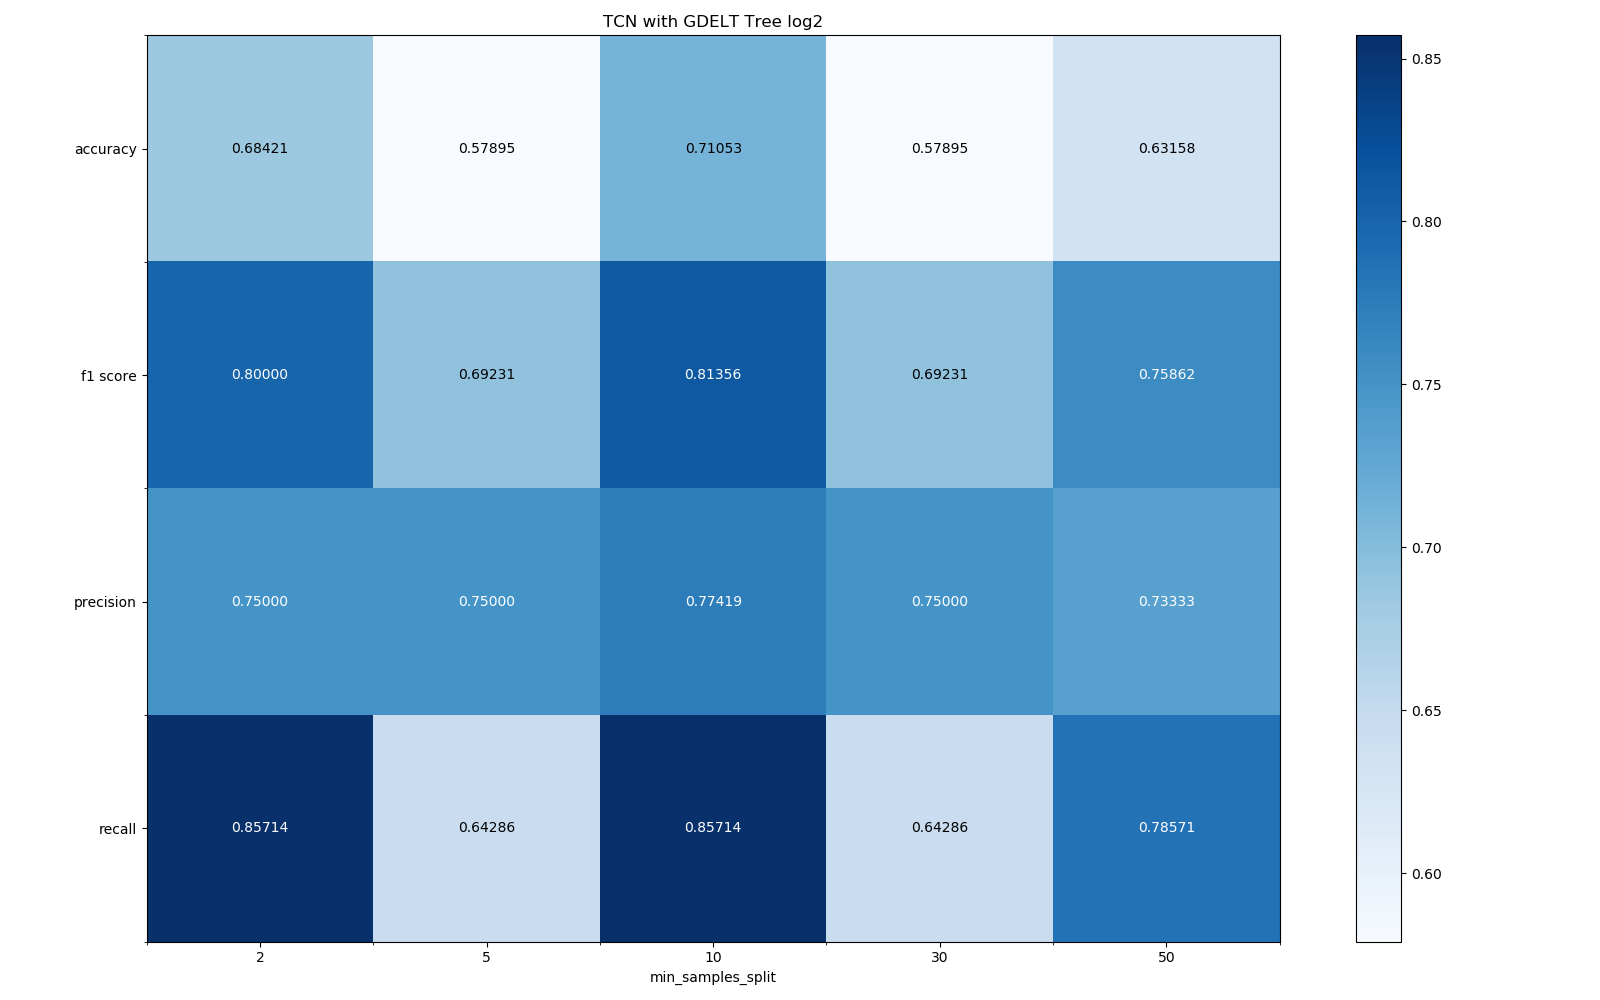 TCN with GDELT Tree log2
accuracy 0.68421 0.57895 0.71053 0.57895 0.63158
f1 score 0.80000 0.69231 0.81356 0.69231 0.75862
precision 0.75000 0.75000 0.77419 0.75000 0.73333
recall 0.85714 0.64286 0.85714 0.64286 0.78571
2 5 10 30 50
min_samples_split
0.85
0.80
0.75
0.70
0.65
0.60